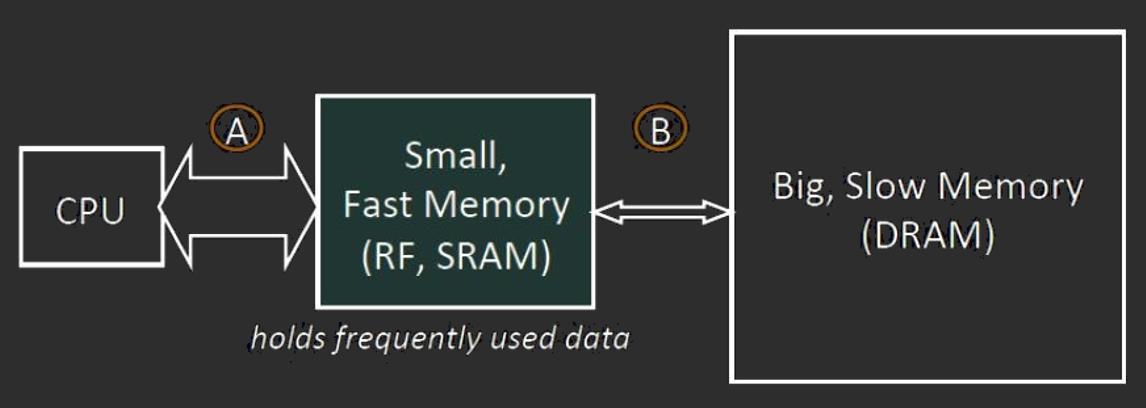 CPU
A
Small,
Fast Memory
(RF, SRAM)
holds frequently used data
B
Big, Slow Memory
(DRAM)